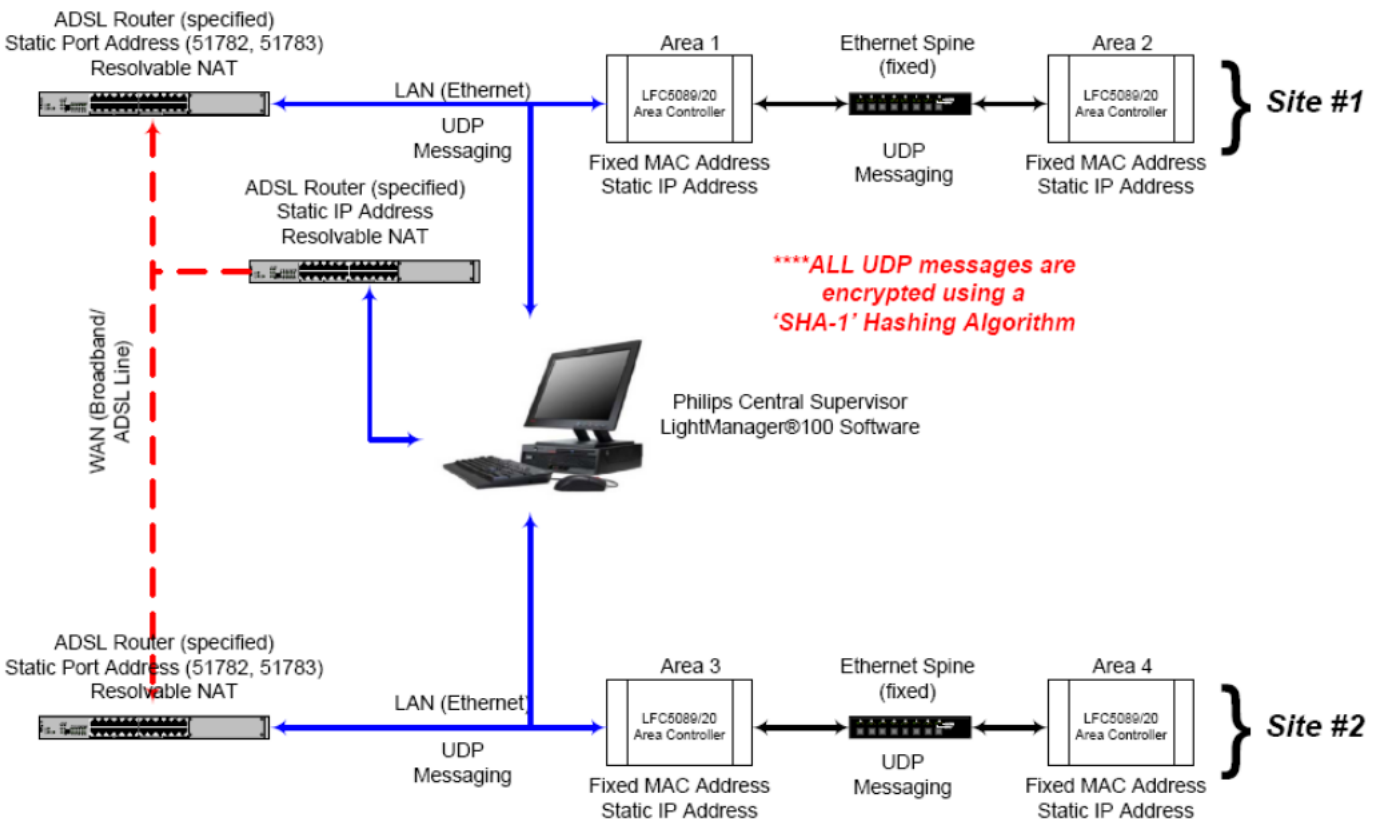 ADSL Router (specified)
Static Port Address (51782, 51783)
Resolvable NAT
LAN (Ethernet)
UDP
Messaging
Area 1
LFC5089/20
Area Controller
Fixed MAC Address
Static IP Address
Ethernet Spine
(fixed)
UDP
Messaging
Area 2
LFC5089/20
Area Controller
Fixed MAC Address
Static IP Address
Site #1
ADSL Router (specified)
Static IP Address
Resolvable NAT
****ALL UDP messages are
encrypted using a
‘SHA-1’ Hashing Algorithm
WAN (Broadband/
ADSL Line)
Philips Central Supervisor
LightManager®100 Software
ADSL Router (specified)
Static Port Address (51782, 51783)
Resolvable NAT
LAN (Ethernet)
UDP
Messaging
Area 3
LFC5089/20
Area Controller
Fixed MAC Address
Static IP Address
Ethernet Spine
(fixed)
UDP
Messaging
Area 4
LFC5089/20
Area Controller
Fixed MAC Address
Static IP Address
Site #2